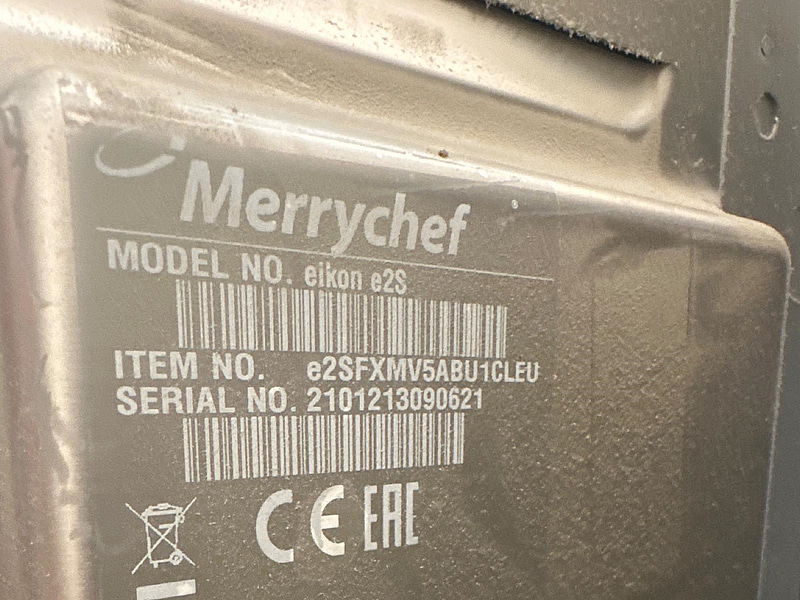 Merrychef
MODEL NO. eikon e2S
ITEM NO. e2SFXMV5ABU1CLEU
SERIAL NO. 2101213090621
CE EAC